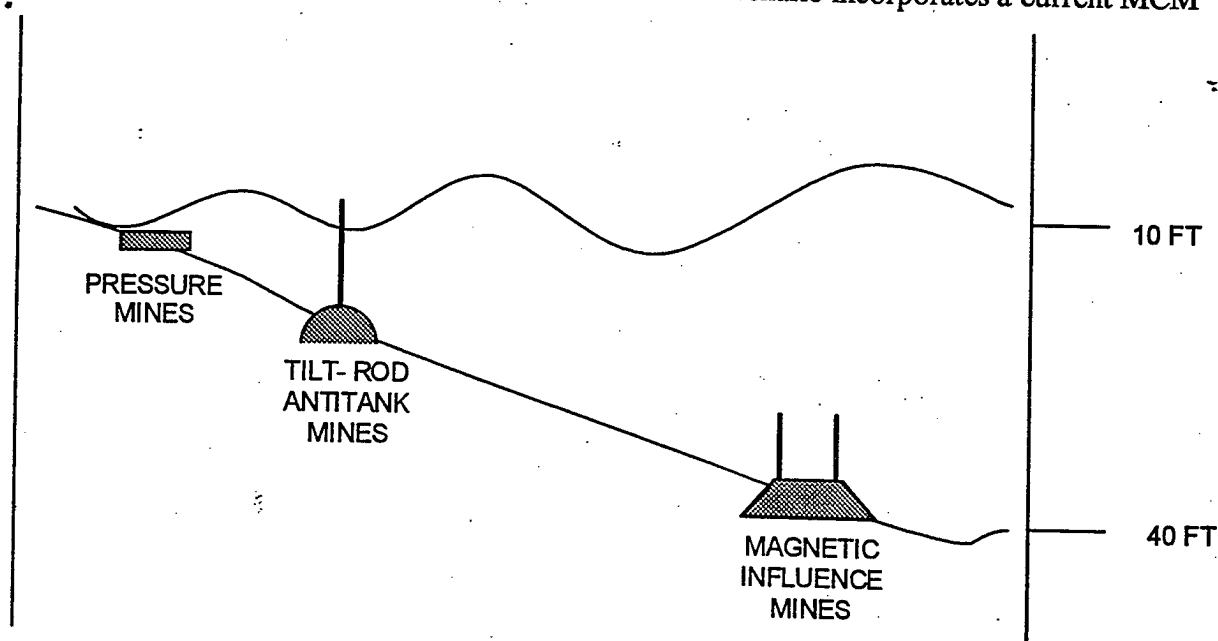 incorporates a current MCM
10 FT
PRESSURE
MINES
TILT-ROD
ANTITANK
MINES
40 FT
MAGNETIC
INFLUENCE
MINES